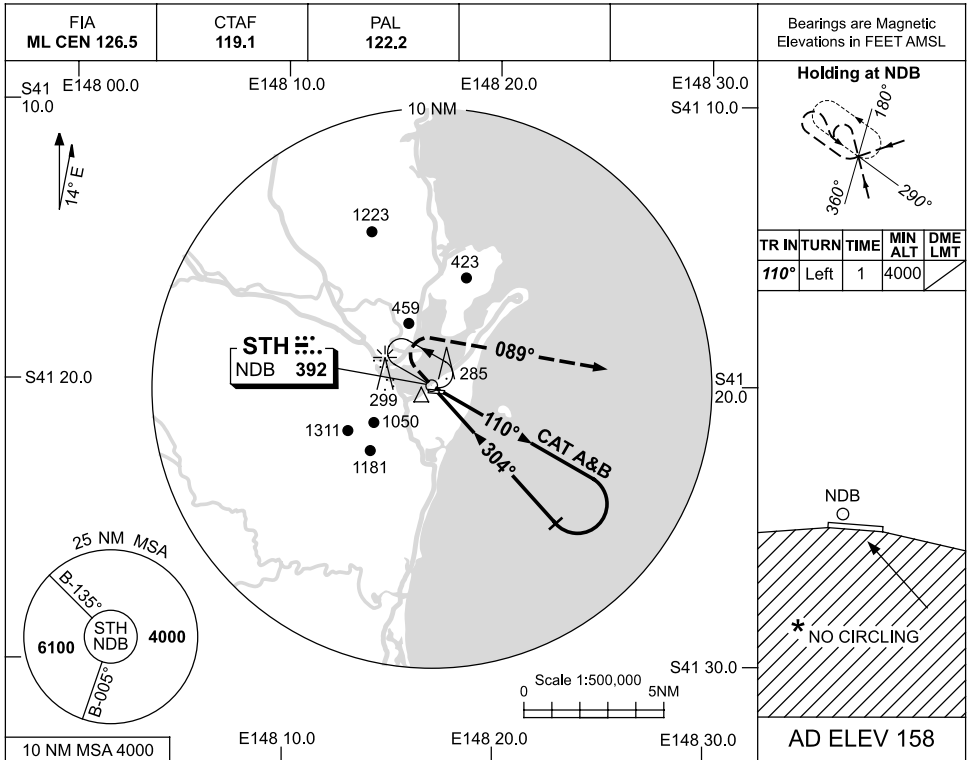 FIA
ML CEN 126.5
CTAF
119.1
PAL
122.2
Bearings are Magnetic
Elevations in FEET AMSL
S41
10.0
E148 00.0
E148 10.0
E148 20.0
E148 30.0
S41 10.0
10 NM
14° E
1223
423
459
STH
NDB 392
089°
285
299
S41 20.0
S41
20.0
1050
1311
1181
110°
CAT A&B
304°
25 NM MSA
B-135°
STH
NDB
6100
4000
B-005°
S41 30.0
Scale 1:500,000
0
5NM
10 NM MSA 4000
E148 10.0
E148 20.0
E148 30.0
Holding at NDB
180°
360°
290°
TR IN
TURN
TIME
MIN
ALT
DME
LMT
110°
Left
1
4000
NDB
* NO CIRCLING
AD ELEV 158